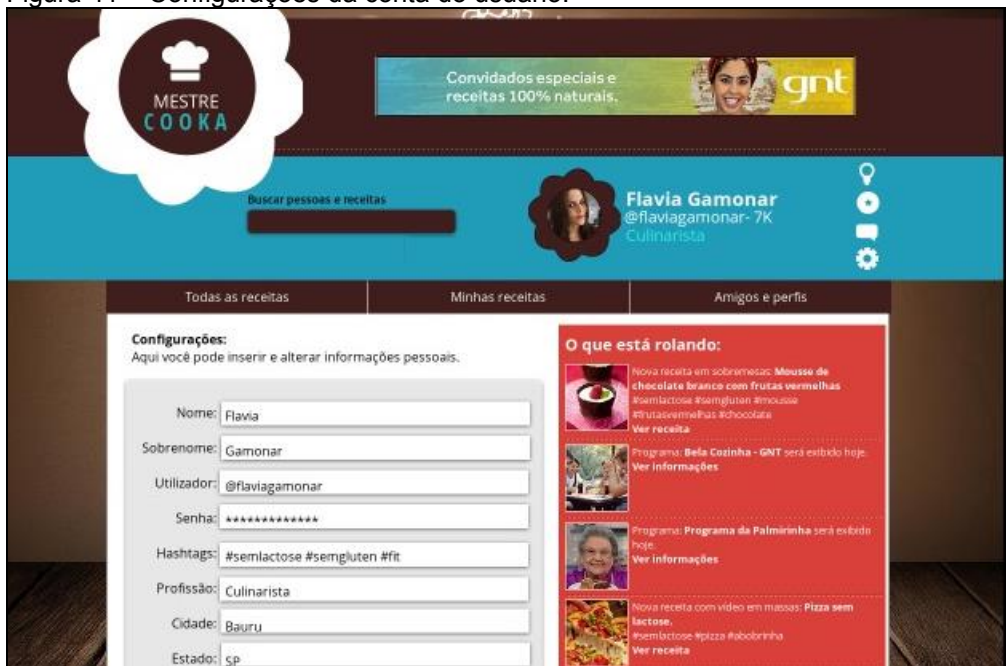 Figura 41 – Configurações da conta do usuário.
MESTRE
COOKA
Convidados especiais e
receitas 100% naturais.
gnt
Buscar pessoas e receitas
Flavia Gamonar
@flaviagamonar- 7K
Culinarista
Todas as receitas
Minhas receitas
Amigos e perfis
Configurações:
Aqui você pode inserir e alterar informações pessoais.
Nome: Flavia
Sobrenome: Gamonar
Utilizador: @flaviagamonar
Senha: *************
Hashtags: #semlactose #semgluten #fit
Profissão: Culinarista
Cidade: Bauru
Estado: SP
O que está rolando:
Nova receita em sobremesas: Mousse de
chocolate branco com frutas vermelhas
#semlactose #semgluten #mousse
#frutasvermelhas #chocolate
Ver receita
Programa: Bela Cozinha - GNT será exibido hoje.
Ver informações
Programa: Programa da Palmirinha será exibido
hoje.
Ver informações
Nova receita com vídeo em massas: Pizza sem
lactose.
#semlactose #pizza #abobrinha
Ver receita